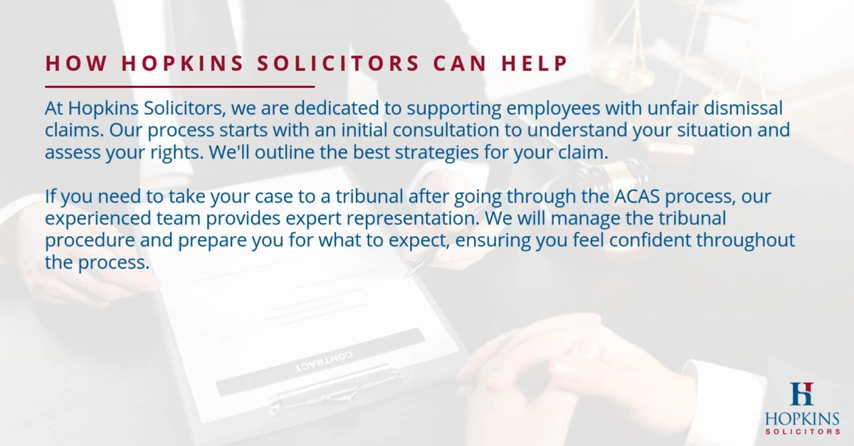 HOW HOPKINS SOLICITORS CAN HELP
At Hopkins Solicitors, we are dedicated to supporting employees with unfair dismissal
claims. Our process starts with an initial consultation to understand your situation and
assess your rights. We'll outline the best strategies for your claim.
If you need to take your case to a tribunal after going through the ACAS process, our
experienced team provides expert representation. We will manage the tribunal
procedure and prepare you for what to expect, ensuring you feel confident throughout
the process.
CONTRACT
H
HOPKINS
SOLICITORS